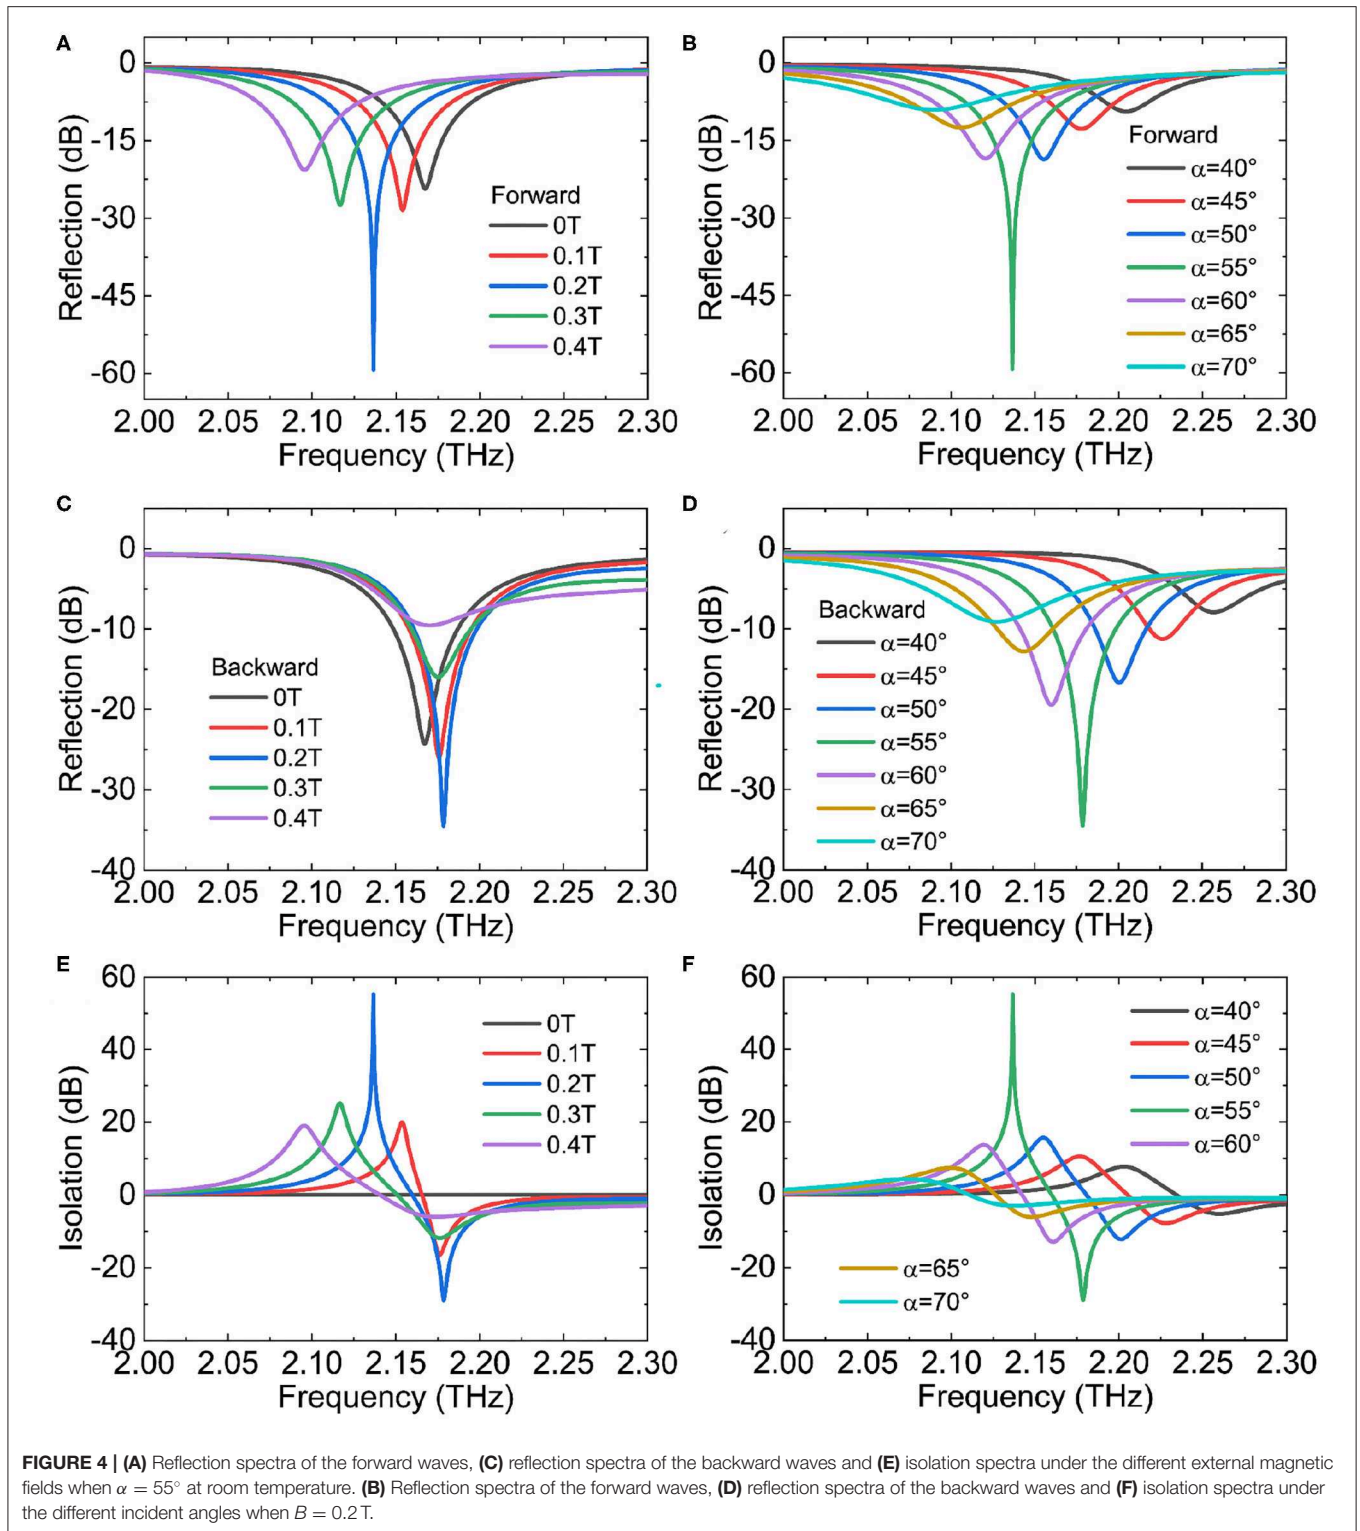 A
0
-15
-30
-45
-60
Reflection (dB)
Forward
0T
0.1T
0.2T
0.3T
0.4T
2.00 2.05 2.10 2.15 2.20 2.25 2.30
Frequency (THz)
B
0
-15
-30
-45
-60
Reflection (dB)
Forward
α=40°
α=45°
α=50°
α=55°
α=60°
α=65°
α=70°
2.00 2.05 2.10 2.15 2.20 2.25 2.30
Frequency (THz)
C
0
-10
-20
-30
-40
Reflection (dB)
Backward
0T
0.1T
0.2T
0.3T
0.4T
2.00 2.05 2.10 2.15 2.20 2.25 2.30
Frequency (THz)
D
0
-10
-20
-30
-40
Reflection (dB)
Backward
α=40°
α=45°
α=50°
α=55°
α=60°
α=65°
α=70°
2.00 2.05 2.10 2.15 2.20 2.25 2.30
Frequency (THz)
E
60
40
20
0
-20
-40
Isolation (dB)
0T
0.1T
0.2T
0.3T
0.4T
2.00 2.05 2.10 2.15 2.20 2.25 2.30
Frequency (THz)
F
60
40
20
0
-20
-40
Isolation (dB)
α=40°
α=45°
α=50°
α=55°
α=60°
α=65°
α=70°
2.00 2.05 2.10 2.15 2.20 2.25 2.30
Frequency (THz)
FIGURE 4 | (A) Reflection spectra of the forward waves, (C) reflection spectra of the backward waves and (E) isolation spectra under the different external magnetic
fields when α = 55° at room temperature. (B) Reflection spectra of the forward waves, (D) reflection spectra of the backward waves and (F) isolation spectra under
the different incident angles when B = 0.2 T.